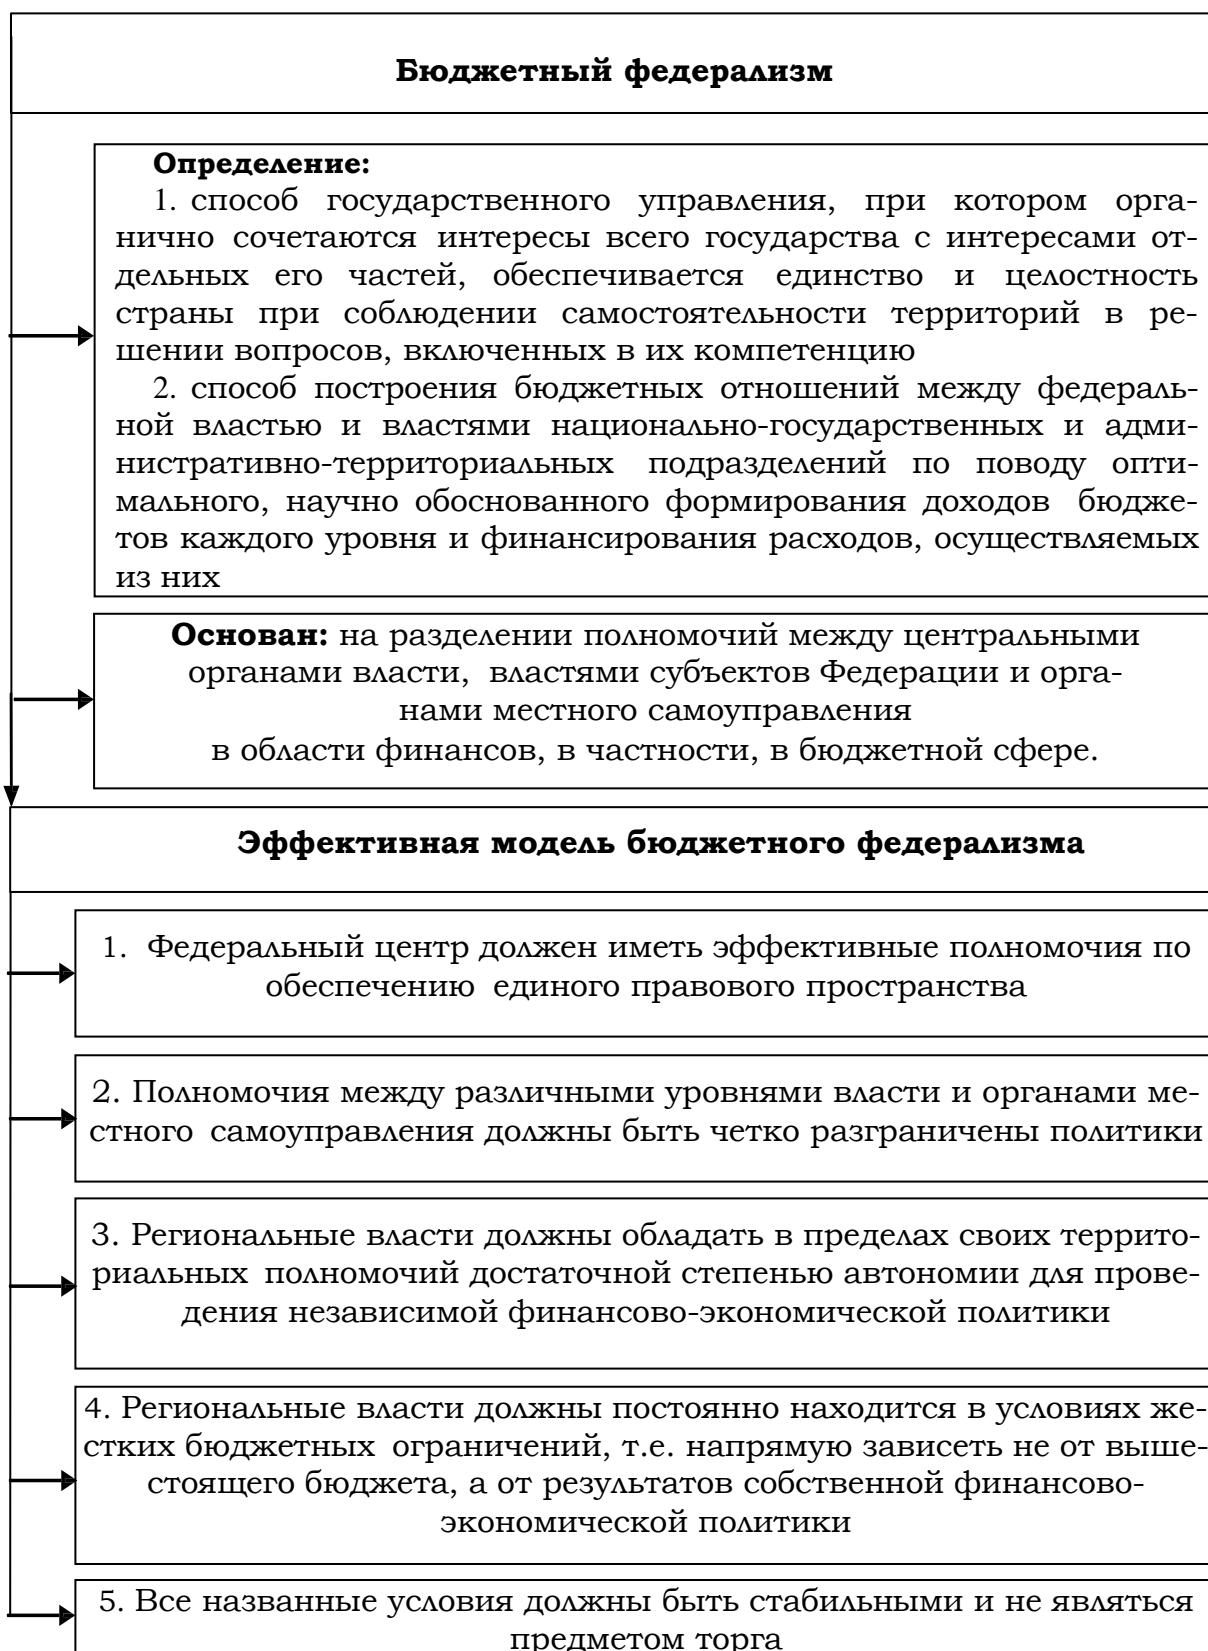 Бюджетный федерализм
Определение:
1. способ государственного управления, при котором орга-
нично сочетаются интересы всего государства с интересами от-
дельных его частей, обеспечивается единство и целостность
страны при соблюдении самостоятельности территорий в ре-
шении вопросов, включенных в их компетенцию
2. способ построения бюджетных отношений между федераль-
ной властью и властями национально-государственных и адми-
нистративно-территориальных подразделений по поводу опти-
мального, научно обоснованного формирования доходов бюдже-
тов каждого уровня и финансирования расходов, осуществляемых
из них
Основан: на разделении полномочий между центральными
органами власти, властями субъектов Федерации и орга-
нами местного самоуправления
в области финансов, в частности, в бюджетной сфере.
Эффективная модель бюджетного федерализма
1. Федеральный центр должен иметь эффективные полномочия по
обеспечению единого правового пространства
2. Полномочия между различными уровнями власти и органами ме-
стного самоуправления должны быть четко разграничены политики
3. Региональные власти должны обладать в пределах своих террито-
риальных полномочий достаточной степенью автономии для прове-
дения независимой финансово-экономической политики
4. Региональные власти должны постоянно находится в условиях же-
стких бюджетных ограничений, т.е. напрямую зависеть не от выше-
стоящего бюджета, а от результатов собственной финансово-
экономической политики
5. Все названные условия должны быть стабильными и не являться
предметом торга